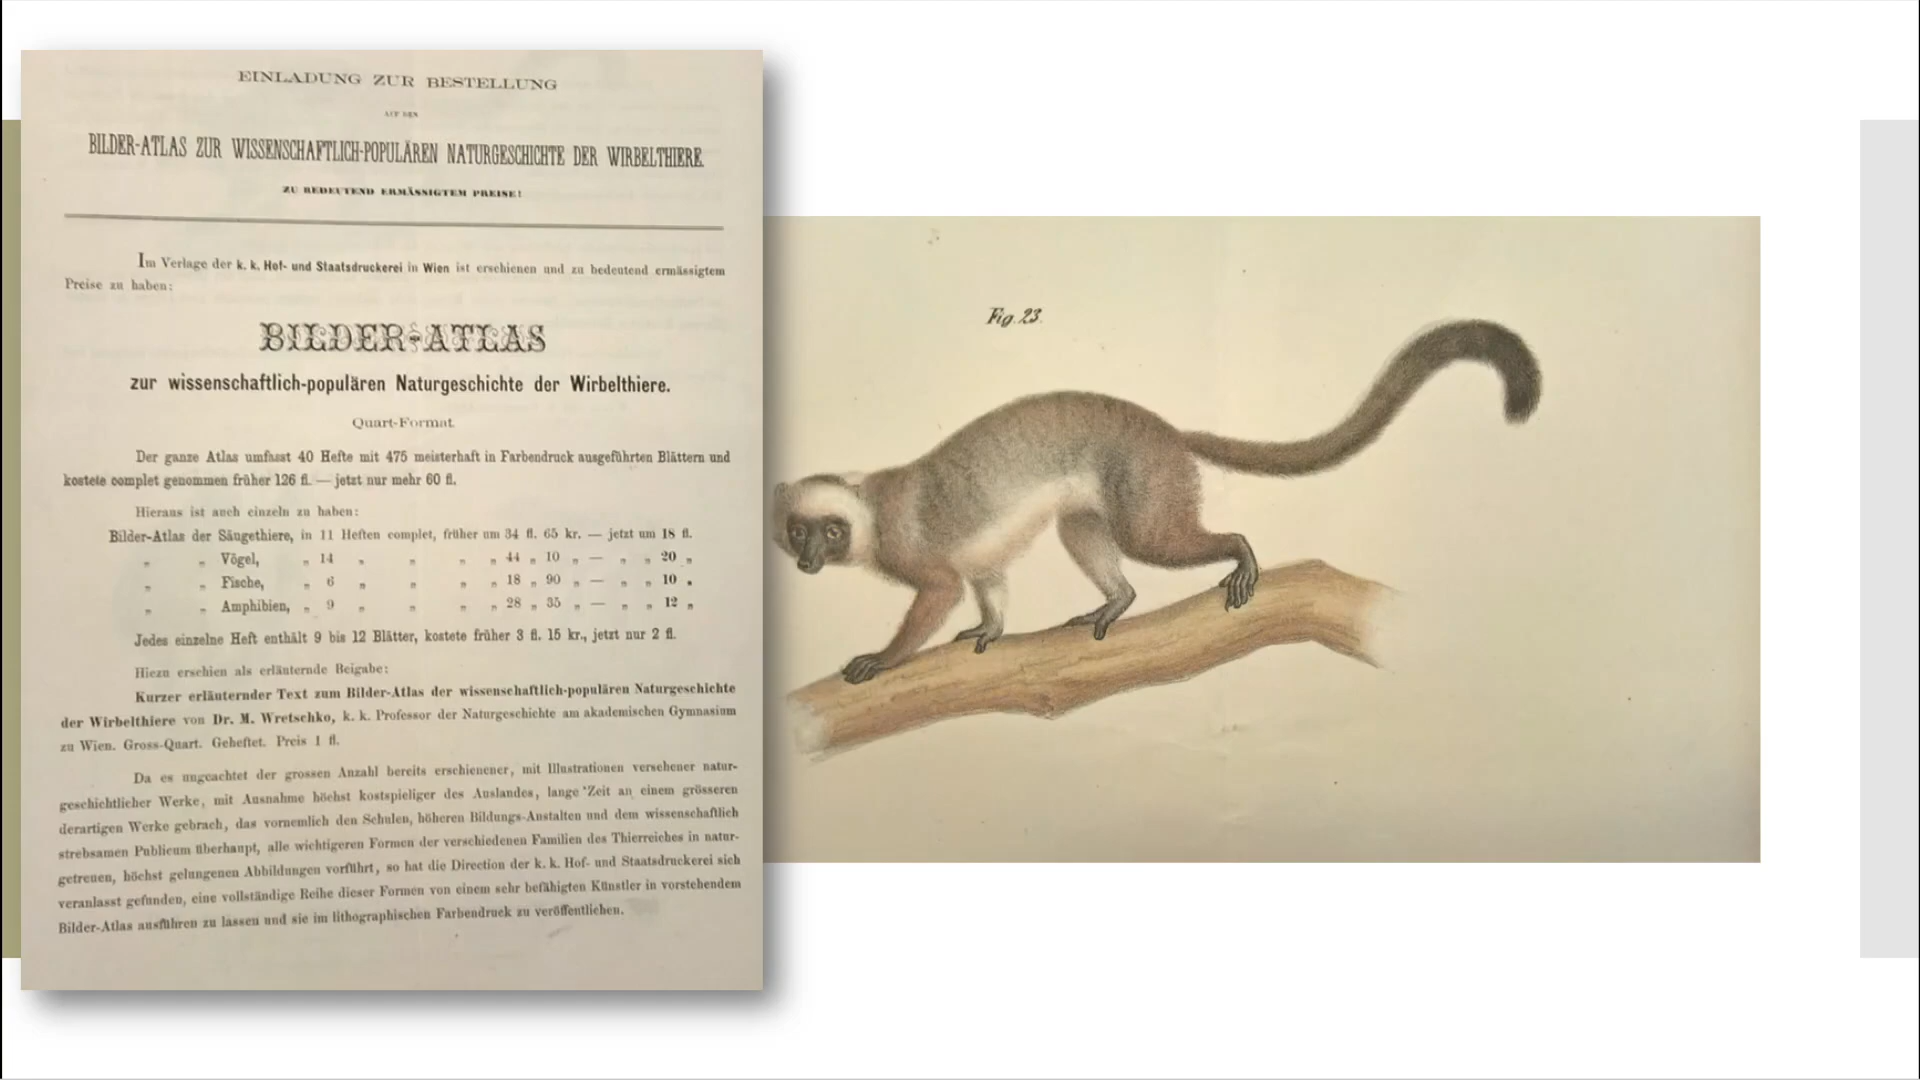 EINLADUNG ZUR BESTELLUNG
AUF DEN
BILDER-ATLAS ZUR WISSENSCHAFTLICH-POPULÄREN NATURGESCHICHTE DER WIRBELTHIERE.
ZU BEDEUTEND ERMÄSSIGTEM PREISE!
Im Verlage der k. k. Hof- und Staatsdruckerei in Wien ist erschienen und zu bedeutend ermässigtem
Preise zu haben:
BILDER-ATLAS
zur wissenschaftlich-populären Naturgeschichte der Wirbelthiere.
Quart-Format.
Der ganze Atlas umfasst 40 Hefte mit 475 meisterhaft in Farbendruck ausgeführten Blättern und
kostete complet genommen früher 126 fl. — jetzt nur mehr 60 fl.
Hieraus ist auch einzeln zu haben:
Bilder-Atlas der Säugethiere, in 11 Heften complet, früher um 34 fl. 65 kr. — jetzt um 18 fl.
„ „ Vögel, „ 14 „ „ „ „ 44 „ 10 „ — „ „ 20 „
„ „ Fische, „ 6 „ „ „ „ 18 „ 90 „ — „ „ 10 „
„ „ Amphibien, „ 9 „ „ „ „ 28 „ 35 „ — „ „ 12 „
Jedes einzelne Heft enthält 9 bis 12 Blätter, kostete früher 3 fl. 15 kr., jetzt nur 2 fl.
Hiezu erschien als erläuternde Beigabe:
Kurzer erläuternder Text zum Bilder-Atlas der wissenschaftlich-populären Naturgeschichte
der Wirbelthiere von Dr. M. Wretschko, k. k. Professor der Naturgeschichte am akademischen Gymnasium
zu Wien. Gross-Quart. Geheftet. Preis 1 fl.
Da es ungeachtet der grossen Anzahl bereits erschienener, mit Illustrationen versehener natur-
geschichtlicher Werke, mit Ausnahme höchst kostspieliger des Auslandes, lange Zeit an einem grösseren
derartigen Werke gebrach, das vornemlich den Schulen, höheren Bildungs-Anstalten und dem wissenschaftlich
strebsamen Publicum überhaupt, alle wichtigeren Formen der verschiedenen Familien des Thierreiches in natur-
getreuen, höchst gelungenen Abbildungen vorführt, so hat die Direction der k. k. Hof- und Staatsdruckerei sich
veranlasst gefunden, eine vollständige Reihe dieser Formen von einem sehr befähigten Künstler in vorstehendem
Bilder-Atlas ausführen zu lassen und sie im lithographischen Farbendruck zu veröffentlichen.
Fig. 23.